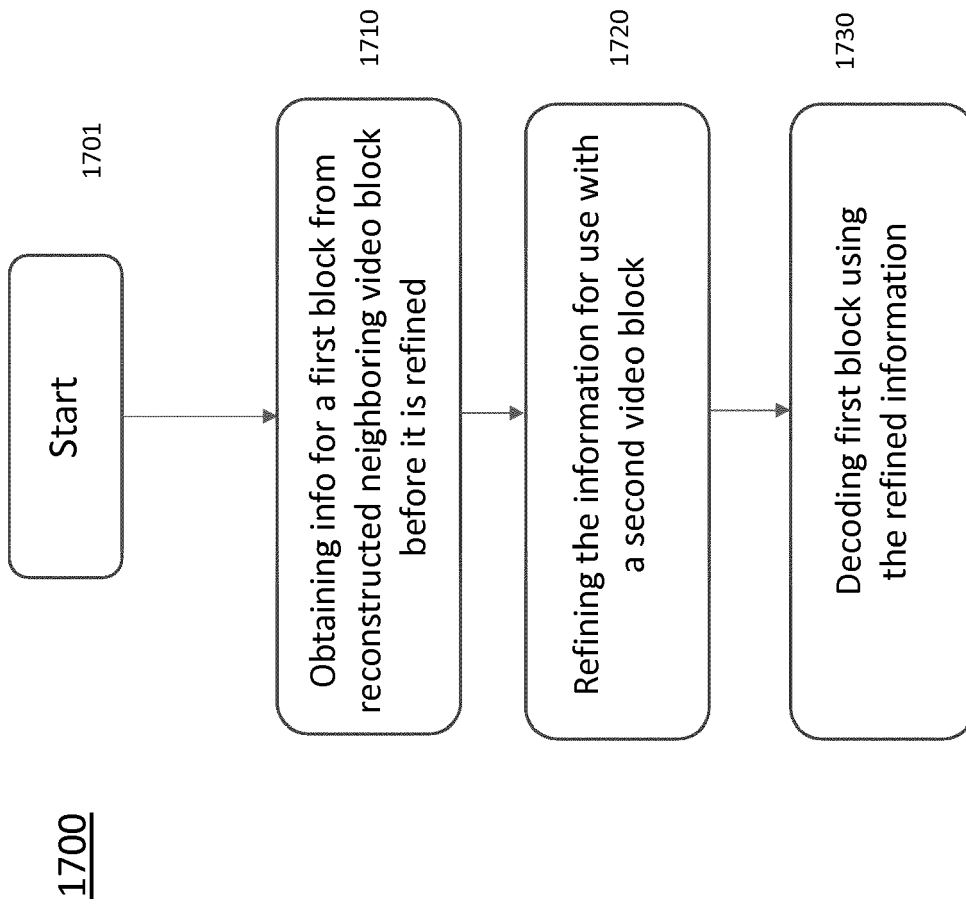 1700
Start
1701
Obtaining info for a first block from
reconstructed neighboring video block
before it is refined
1710
Refining the information for use with
a second video block
1720
Decoding first block using
the refined information
1730